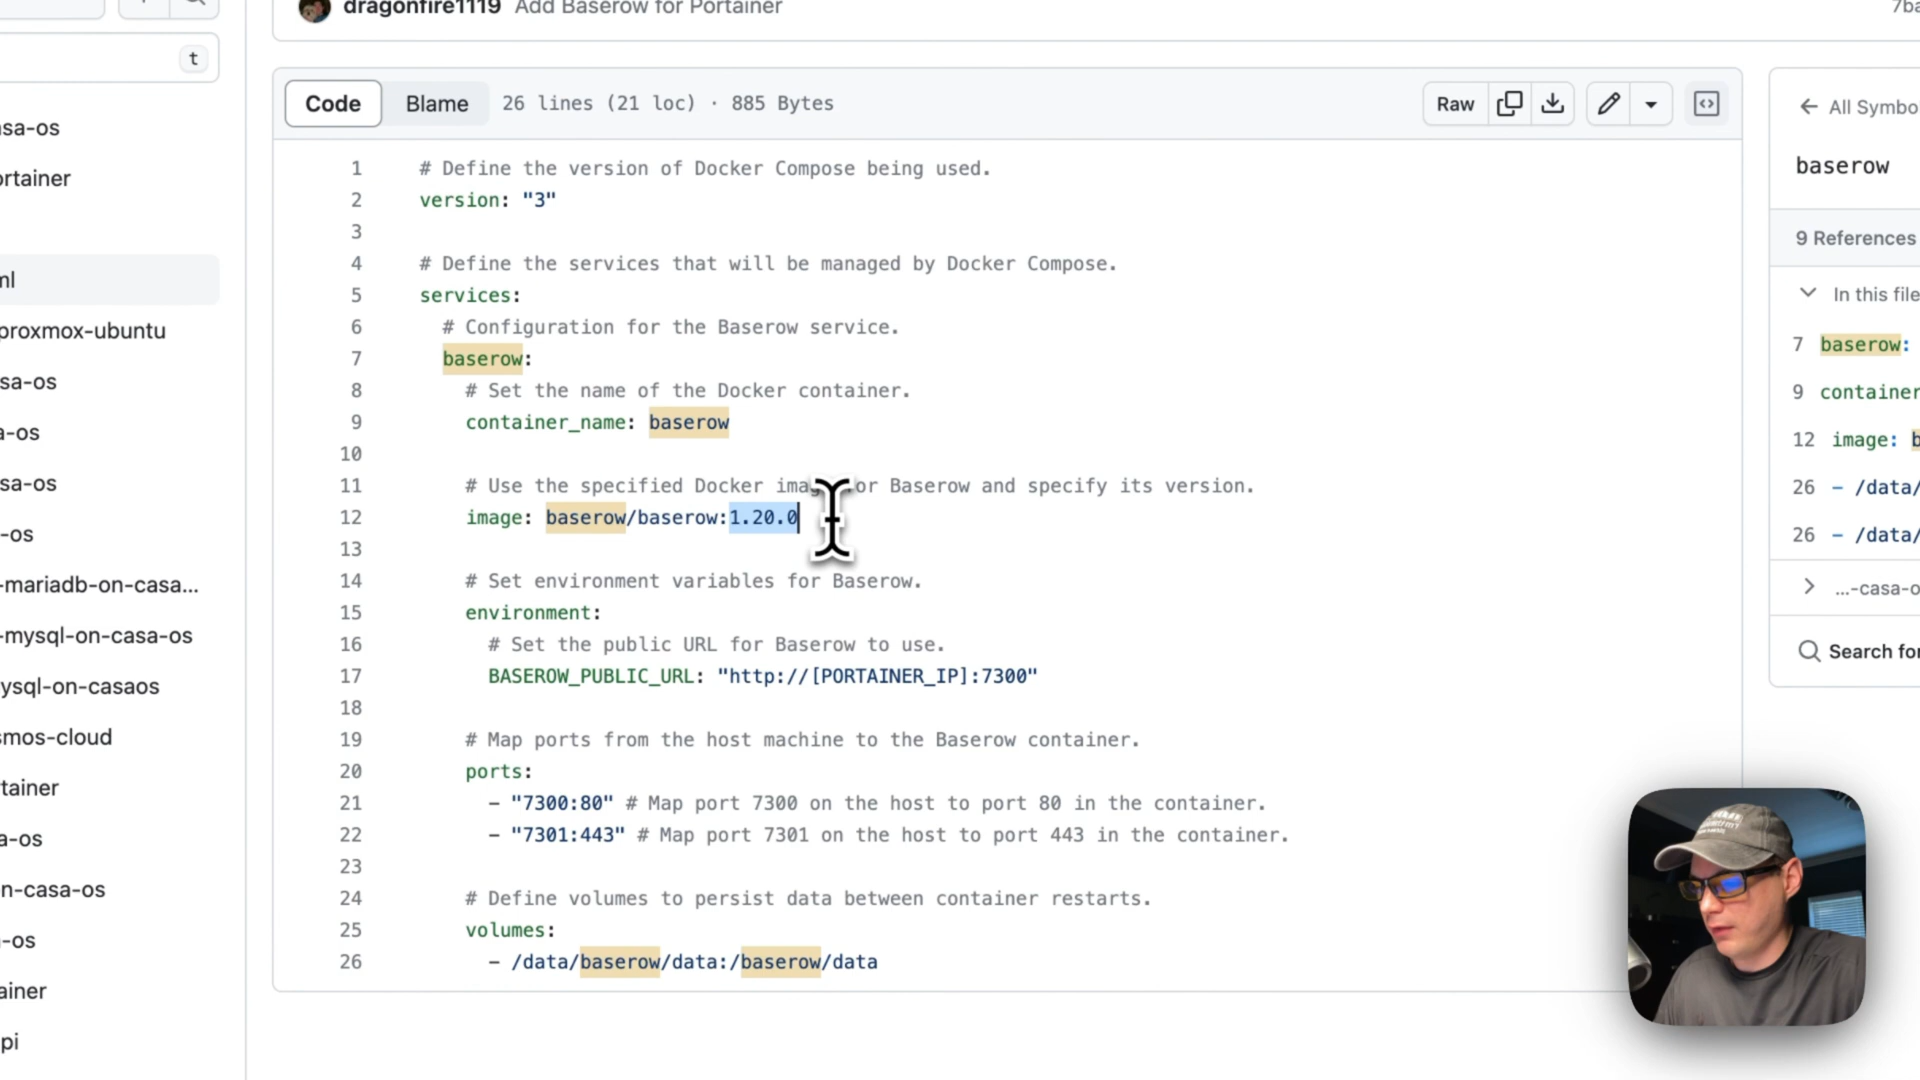 dragonfire1119 Add Baserow for Portainer
7ba
t
Code Blame 26 lines (21 loc) · 885 Bytes
Raw
asa-os
ortainer
ml
proxmox-ubuntu
sa-os
a-os
sa-os
-os
-mariadb-on-casa...
-mysql-on-casa-os
ysql-on-casaos
smos-cloud
tainer
a-os
n-casa-os
-os
ainer
pi
1 # Define the version of Docker Compose being used.
2 version: "3"
3
4 # Define the services that will be managed by Docker Compose.
5 services:
6 # Configuration for the Baserow service.
7 baserow:
8 # Set the name of the Docker container.
9 container_name: baserow
10
11 # Use the specified Docker image for Baserow and specify its version.
12 image: baserow/baserow:1.20.0
13
14 # Set environment variables for Baserow.
15 environment:
16 # Set the public URL for Baserow to use.
17 BASEROW_PUBLIC_URL: "http://[PORTAINER_IP]:7300"
18
19 # Map ports from the host machine to the Baserow container.
20 ports:
21 - "7300:80" # Map port 7300 on the host to port 80 in the container.
22 - "7301:443" # Map port 7301 on the host to port 443 in the container.
23
24 # Define volumes to persist data between container restarts.
25 volumes:
26 - /data/baserow/data:/baserow/data
← All Symbo
baserow
9 References
In this file
7 baserow:
9 container
12 image: b
26 - /data/
26 - /data/
...-casa-o
Search for